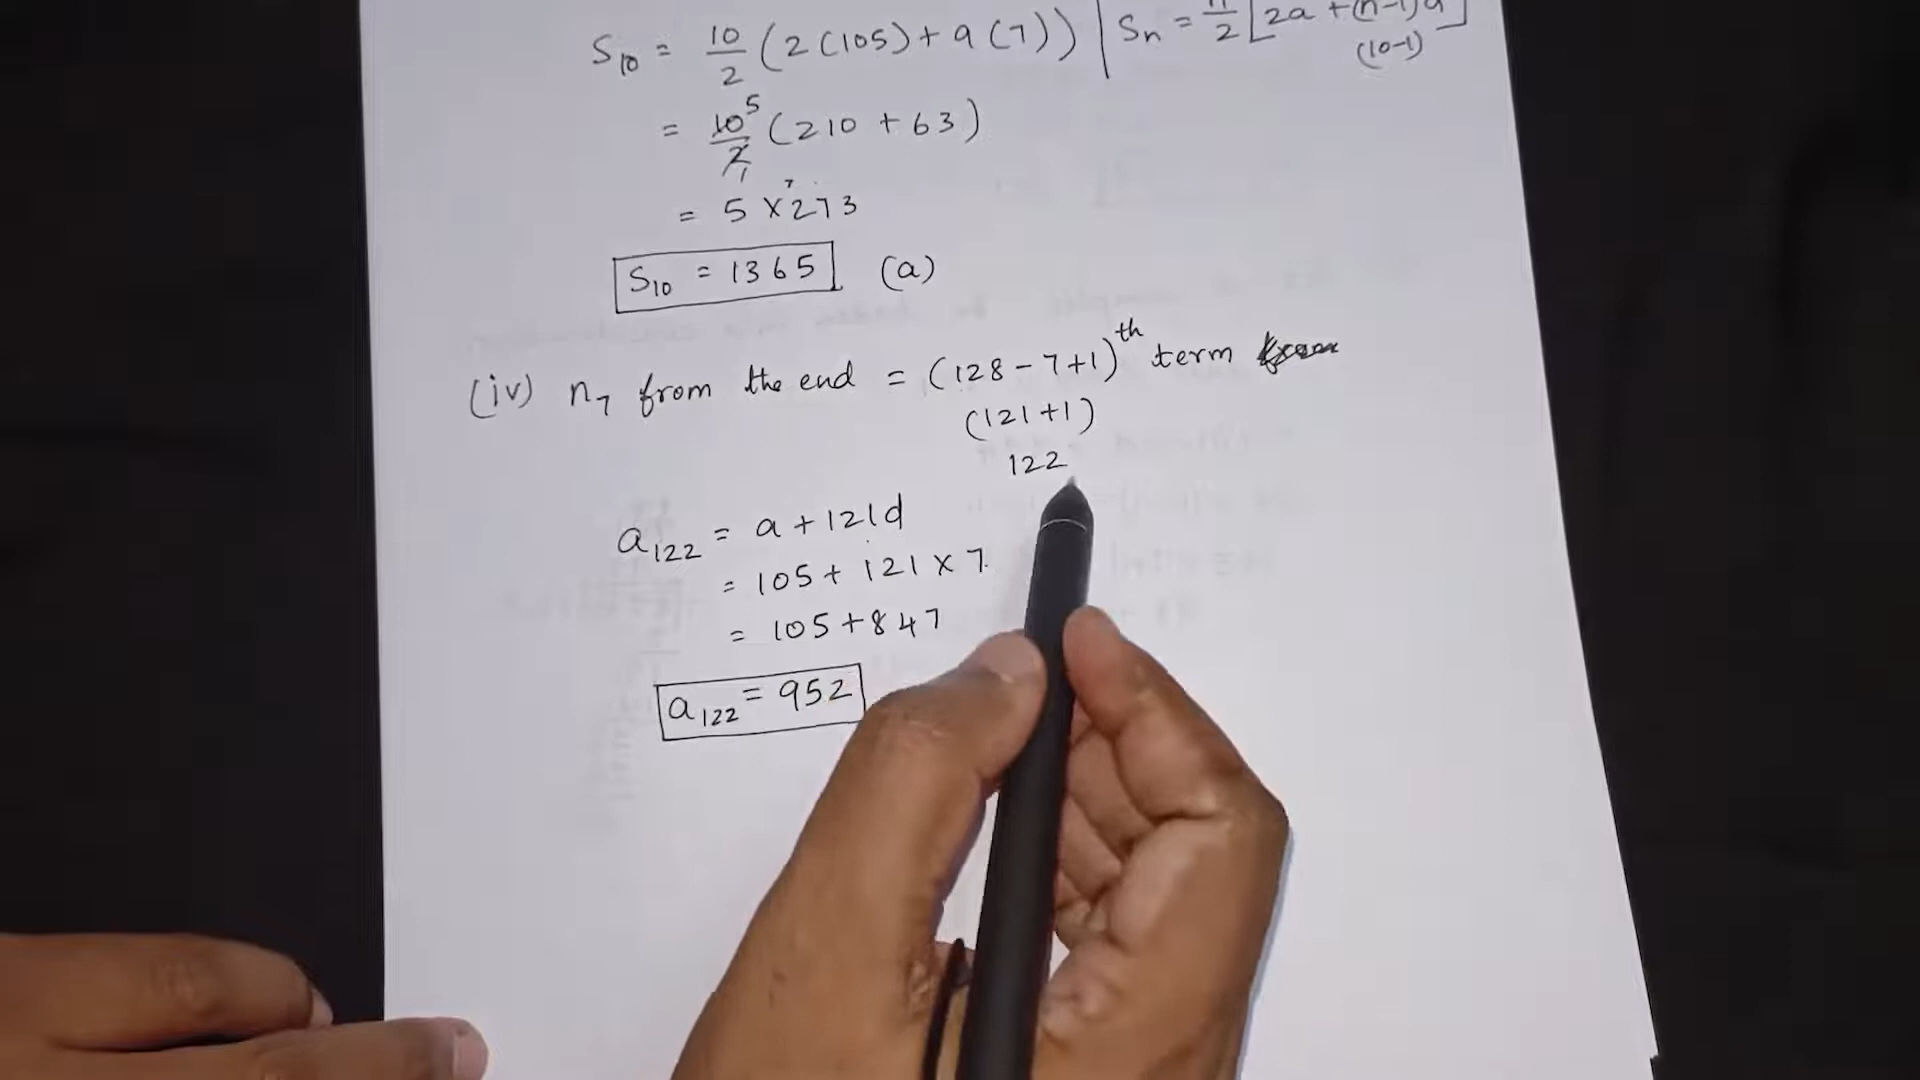 S₁₀ = 10/2 (2(105) + 9(7)) | Sn = n/2 [2a + (n-1)d]
(10-1)
= 10/2 5/1 (210 + 63)
= 5 × 273
S₁₀ = 1365 (a)
(iv) n₇ from the end = (128 - 7 + 1)th term
(121 + 1)
122
a₁₂₂ = a + 121d
= 105 + 121 × 7
= 105 + 847
a₁₂₂ = 952